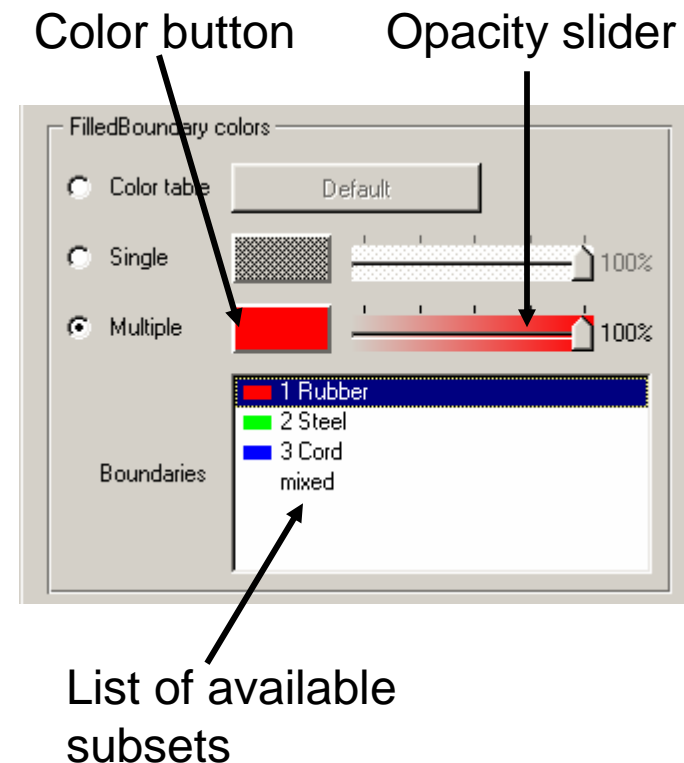 Color button Opacity slider
FilledBoundary colors
Color table Default
Single 100%
Multiple 100%
1 Rubber
2 Steel
3 Cord
Boundaries mixed
List of available
subsets